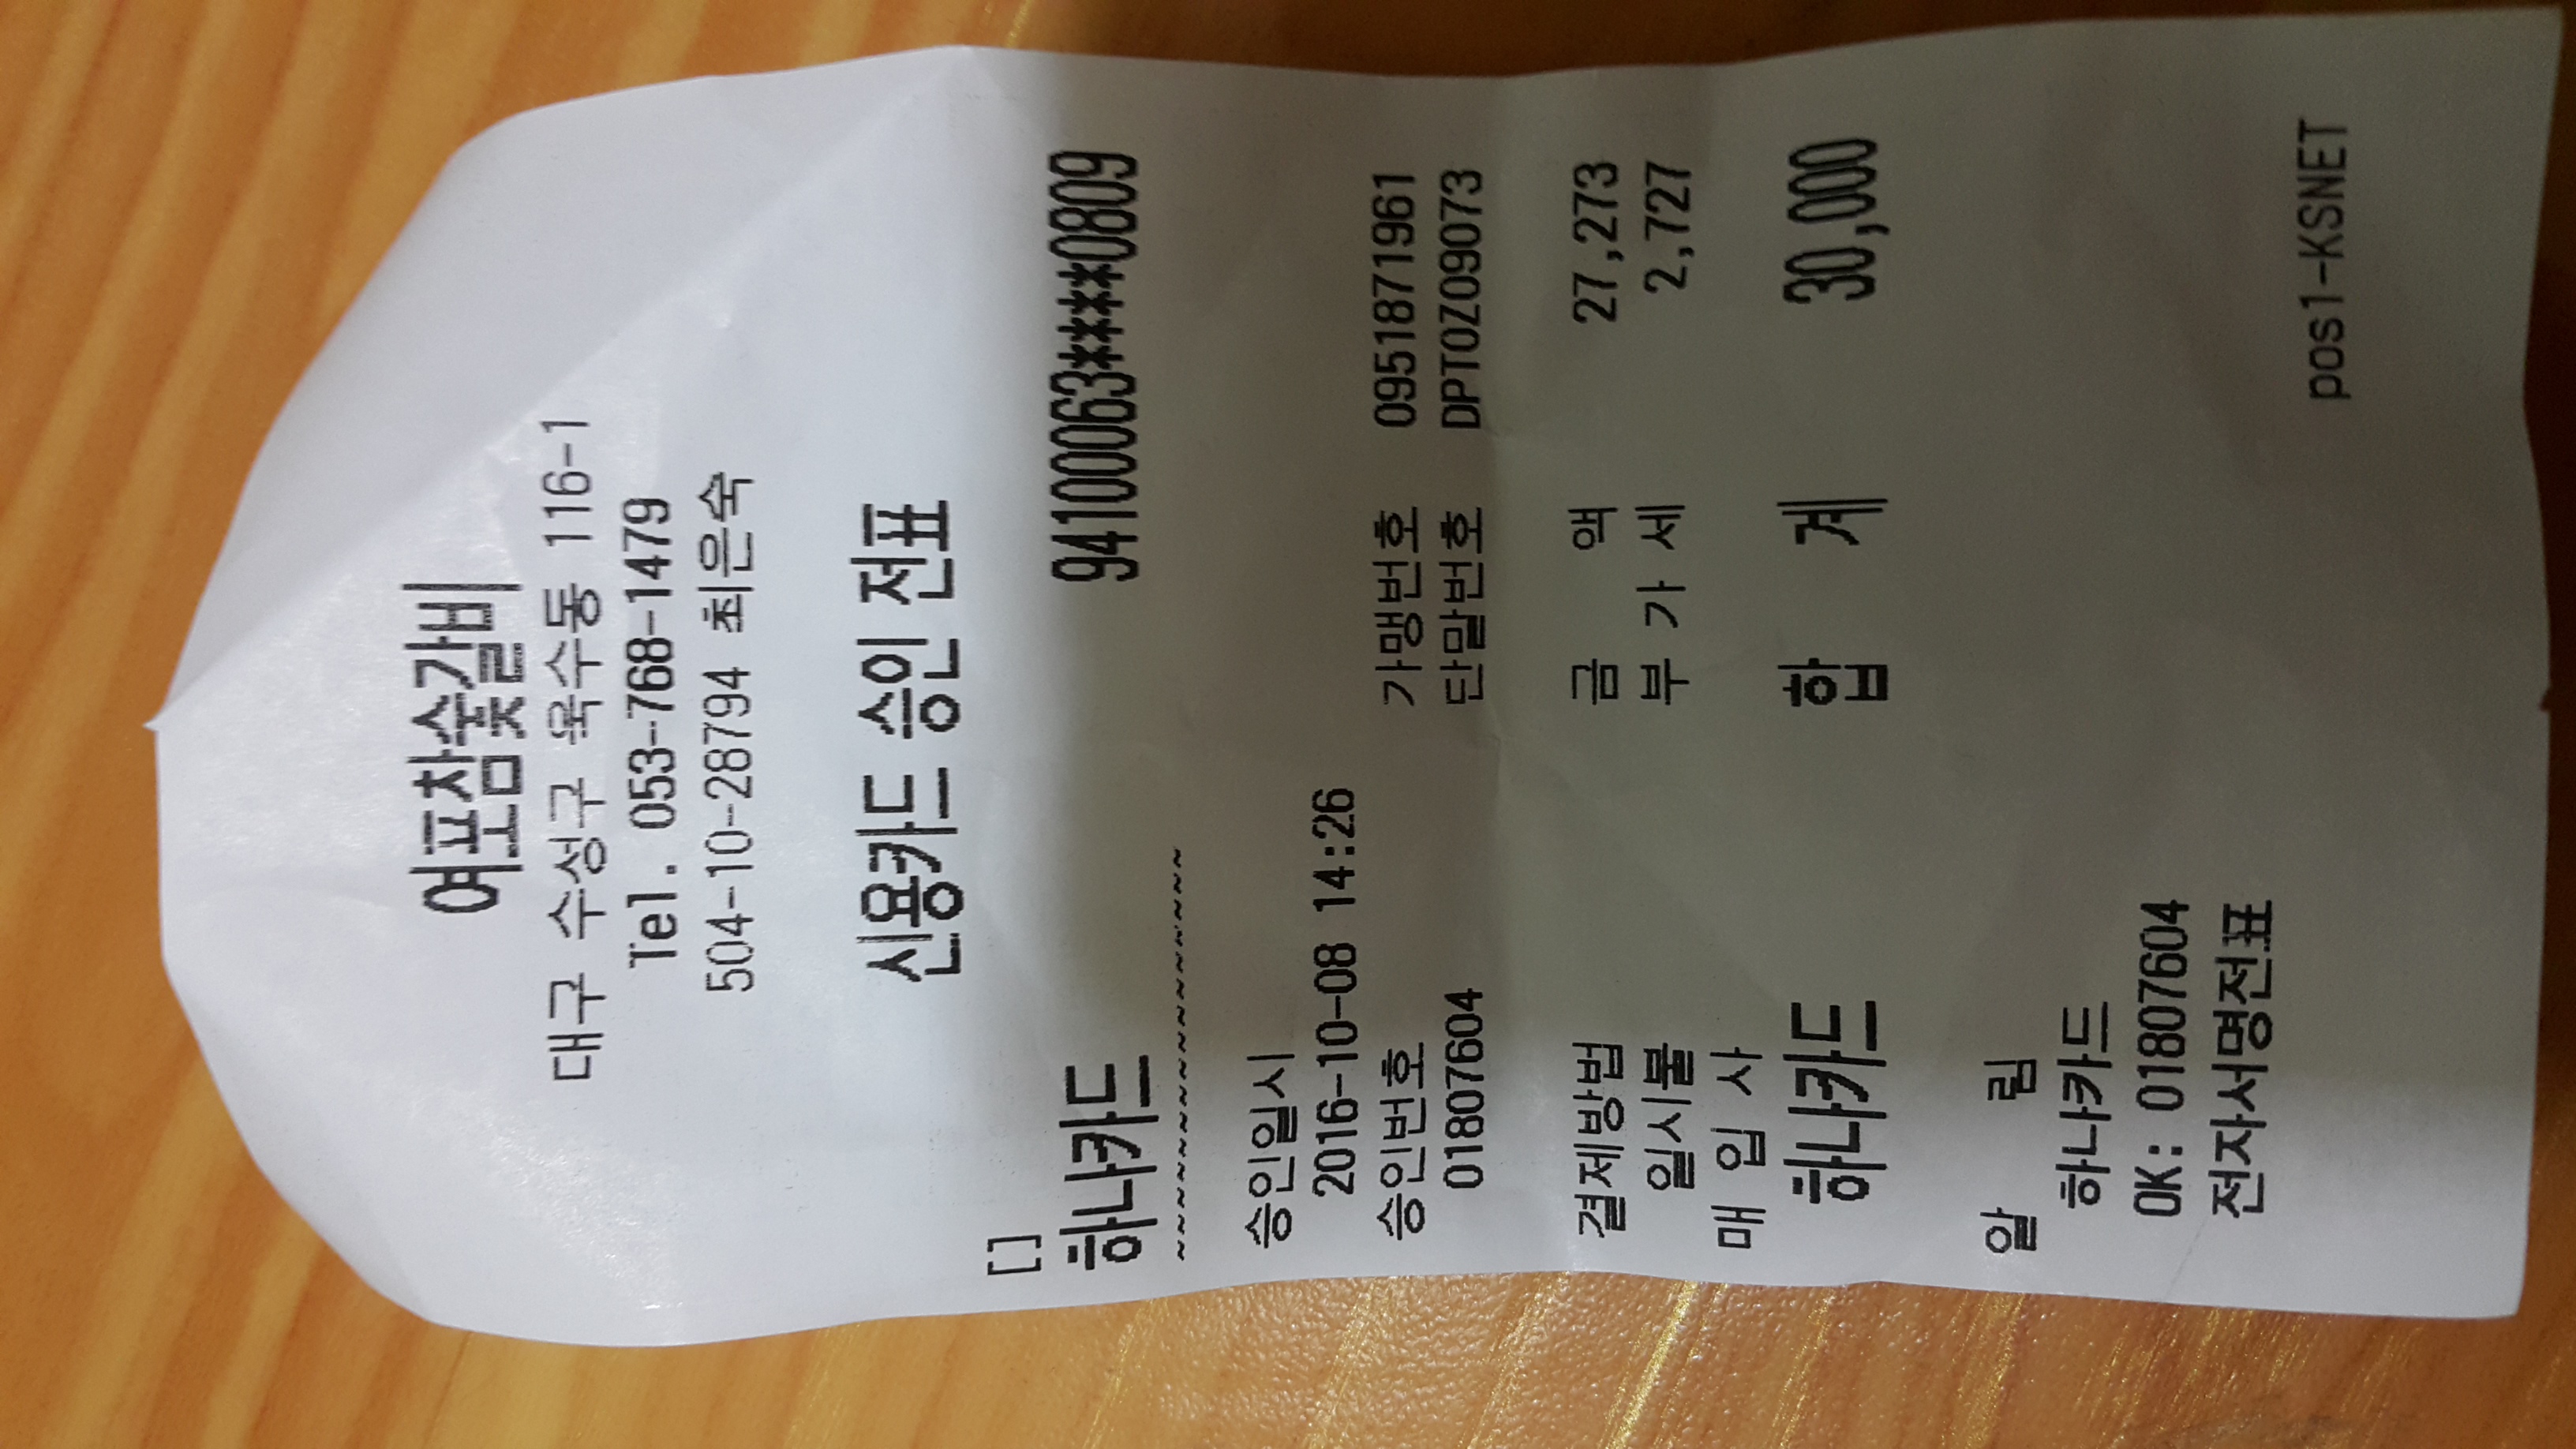 여포참숯갈비
대구 수성구 욱수동 116-1
Tel. 053-768-1479
504-10-28794 최은숙
신용카드 승인 전표
[]
하나카드 94100063****0809
~~~~~~~~~~~~~~~~~~~~~~~~
승인일시
2016-10-08 14:26
승인번호 가맹번호 0951871961
01807604 단말번호 DPT0Z09073
결제방법 금 액 27,273
일시불 부 가 세 2,727
매 입 사
하나카드 합 계 30,000
알 림
하나카드
OK: 01807604
전자서명전표
pos1-KSNET